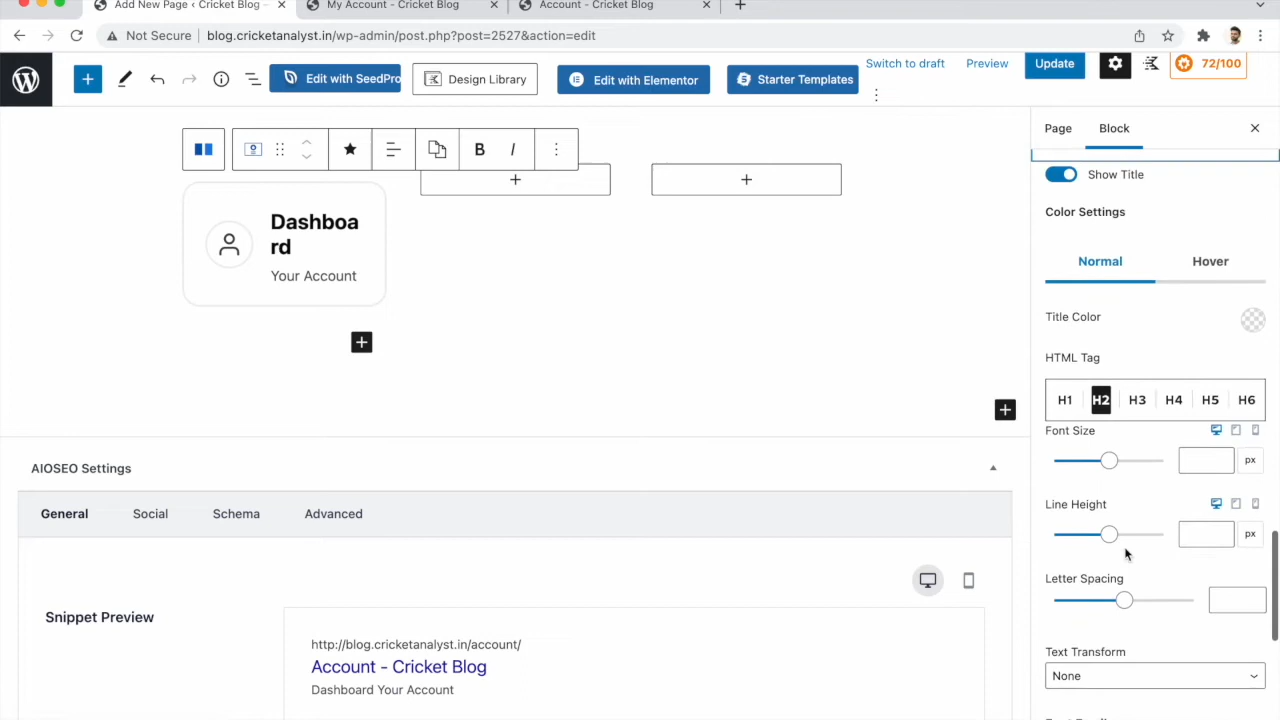 Add New Page ‹ Cricket Blog –
My Account - Cricket Blog
Account - Cricket Blog
Not Secure
blog.cricketanalyst.in/wp-admin/post.php?post=2527&action=edit
Edit with SeedPro
Design Library
Edit with Elementor
Starter Templates
Switch to draft
Preview
Update
72/100
Page
Block
B
I
Show Title
Dashboa
rd
Your Account
Color Settings
Normal
Hover
Title Color
HTML Tag
H1 H2 H3 H4 H5 H6
Font Size
px
Line Height
px
Letter Spacing
Text Transform
None
AIOSEO Settings
General
Social
Schema
Advanced
Snippet Preview
http://blog.cricketanalyst.in/account/
Account - Cricket Blog
Dashboard Your Account